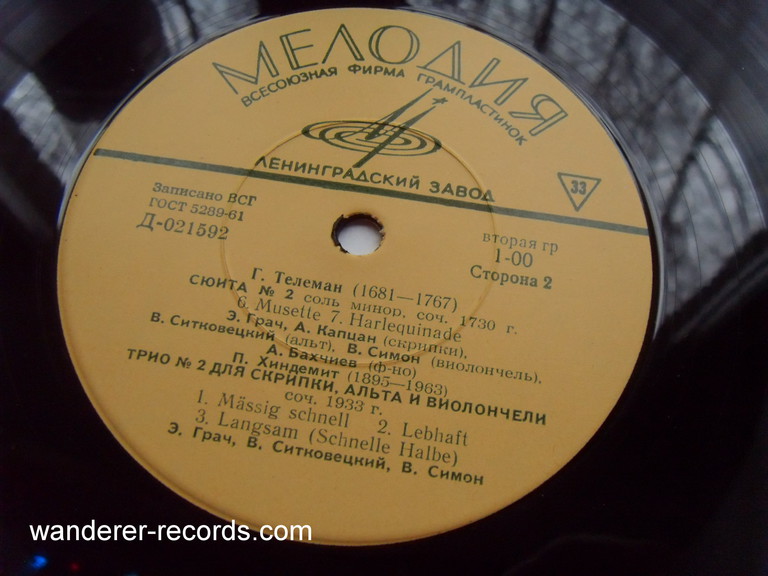 МЕЛОДИЯ
ВСЕСОЮЗНАЯ ФИРМА ГРАМПЛАСТИНОК
ЛЕНИНГРАДСКИЙ ЗАВОД
33
Записано ВСГ
ГОСТ 5289-61
Д-021592
вторая гр
1-00
Сторона 2
Г. Телеман (1681—1767)
СЮИТА № 2 соль минор, соч. 1730 г.
6. Musette 7. Harlequinade
Э. Грач, А. Капцан (скрипки),
В. Ситковецкий (альт), В. Симон (виолончель),
А. Бахчиев (ф-но)
П. Хиндемит (1895—1963)
ТРИО № 2 ДЛЯ СКРИПКИ, АЛЬТА И ВИОЛОНЧЕЛИ
соч. 1933 г.
1. Mässig schnell 2. Lebhaft
3. Langsam (Schnelle Halbe)
Э. Грач, В. Ситковецкий, В. Симон
wanderer-records.com